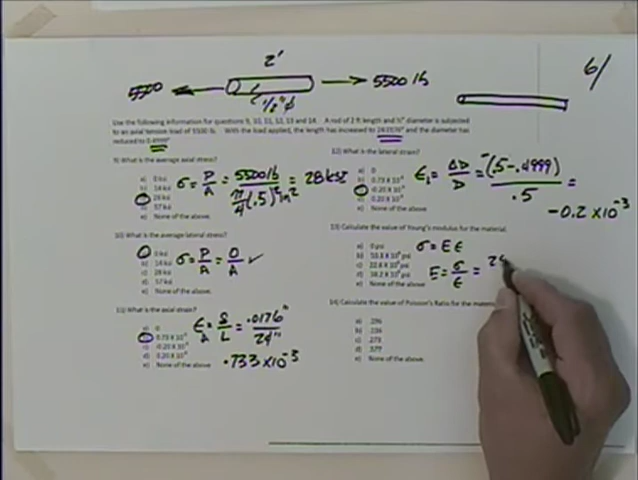 2'
6/
5500
5500 lb
1/2" φ
Use the following information for questions 9, 10, 11, 12, 13 and 14. A rod of 2 ft length and ½" diameter is subjected
to an axial tension load of 5500 lb. With the load applied, the length has increased to 24.0176" and the diameter has
reduced to 0.4999"
9) What is the average axial stress?
a) 0 ksi
b) 14 ksi
c) 28 ksi
d) 57 ksi
e) None of the above.
σ = P/A = 5500 lb / π/4 (.5)² in² = 28 ksi
10) What is the average lateral stress?
a) 0 ksi
b) 14 ksi
c) 28 ksi
d) 57 ksi
e) None of the above.
σ = P/A = 0/A ✓
11) What is the axial strain?
a) 0
b) 0.73 X 10⁻³
c) -0.20 X 10⁻³
d) 0.20 X 10⁻³
e) None of the above
ε A = δ/L = .0176" / 24"
.733 x 10⁻³
12) What is the lateral strain?
a) 0
b) 0.73 X 10⁻³
c) -0.20 X 10⁻³
d) 0.20 X 10⁻³
e) None of the above
= ΔD/D = -(.5-.4999) / .5 =
-0.2 x 10⁻³
13) Calculate the value of Young's modulus for the material.
a) 0 psi
e) None of the above
σ = E ε
E = σ/ε =
14) Calculate the value of Poisson's Ratio for the material
c) .273
d) .577
e) None of the above.